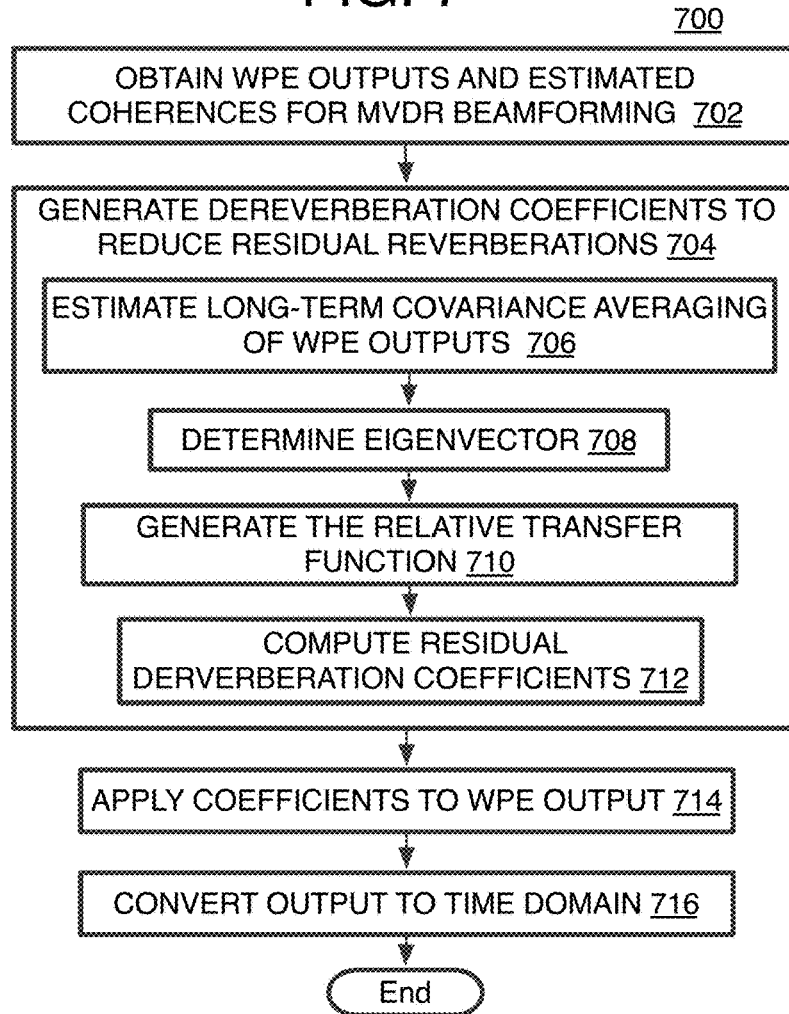 FIG. 7
700
OBTAIN WPE OUTPUTS AND ESTIMATED
COHERENCES FOR MVDR BEAMFORMING 702
GENERATE DEREVERBERATION COEFFICIENTS TO
REDUCE RESIDUAL REVERBERATIONS 704
ESTIMATE LONG-TERM COVARIANCE AVERAGING
OF WPE OUTPUTS 706
DETERMINE EIGENVECTOR 708
GENERATE THE RELATIVE TRANSFER
FUNCTION 710
COMPUTE RESIDUAL
DERVERBERATION COEFFICIENTS 712
APPLY COEFFICIENTS TO WPE OUTPUT 714
CONVERT OUTPUT TO TIME DOMAIN 716
End